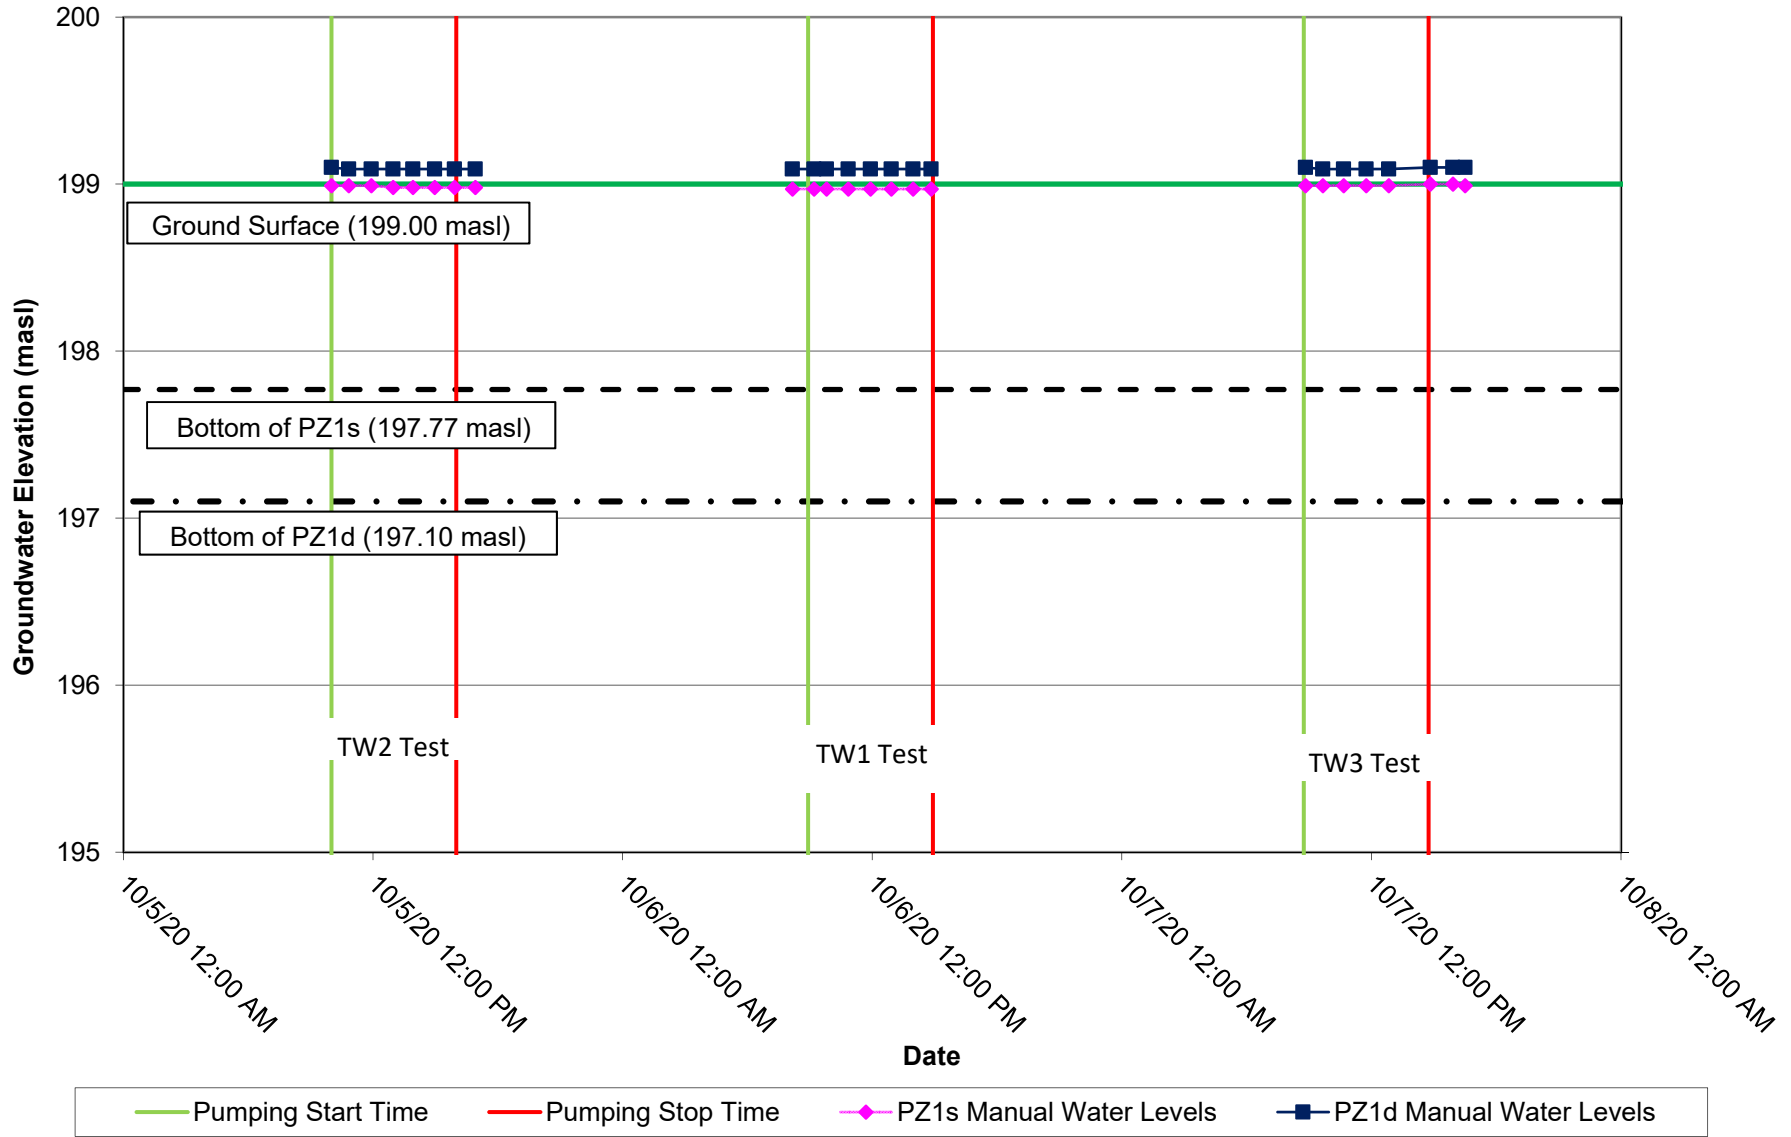 200
199
198
197
196
195
Groundwater Elevation (masl)
Ground Surface (199.00 masl)
Bottom of PZ1s (197.77 masl)
Bottom of PZ1d (197.10 masl)
TW2 Test
TW1 Test
TW3 Test
10/5/20 12:00 AM
10/5/20 12:00 PM
10/6/20 12:00 AM
10/6/20 12:00 PM
10/7/20 12:00 AM
10/7/20 12:00 PM
10/8/20 12:00 AM
Date
Pumping Start Time
Pumping Stop Time
PZ1s Manual Water Levels
PZ1d Manual Water Levels